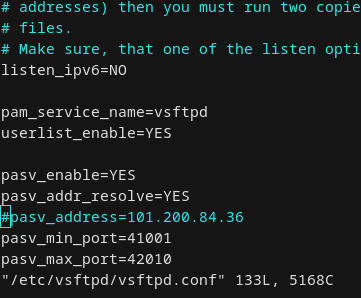 # addresses) then you must run two copie
# files.
# Make sure, that one of the listen opti
listen_ipv6=NO
pam_service_name=vsftpd
userlist_enable=YES
pasv_enable=YES
pasv_addr_resolve=YES
#pasv_address=101.200.84.36
pasv_min_port=41001
pasv_max_port=42010
"/etc/vsftpd/vsftpd.conf" 133L, 5168C